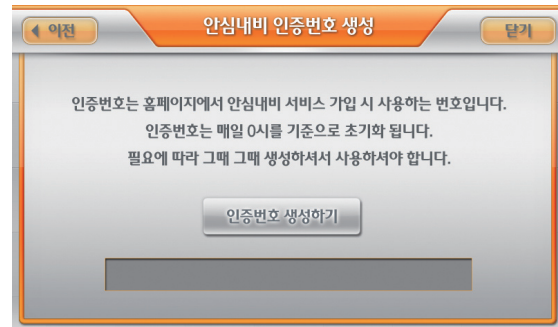 이전
안심내비 인증번호 생성
닫기
인증번호는 홈페이지에서 안심내비 서비스 가입 시 사용하는 번호입니다.
인증번호는 매일 0시를 기준으로 초기화 됩니다.
필요에 따라 그때 그때 생성하셔서 사용하셔야 합니다.
인증번호 생성하기